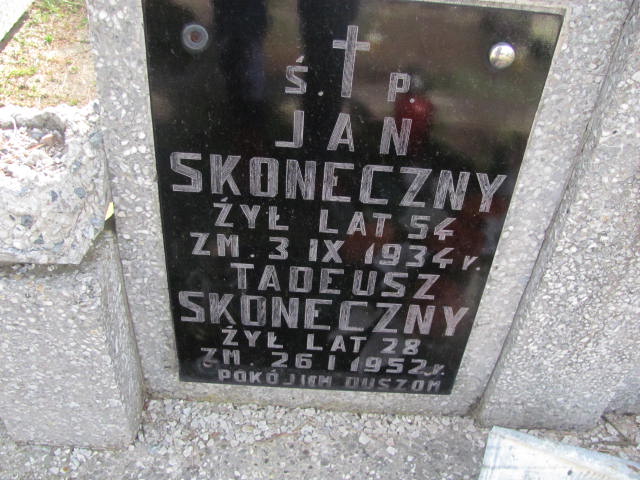 Ś. P.
JAN
SKONECZNY
ŻYŁ LAT 54
ZM. 3 IX 1934 r.
TADEUSZ
SKONECZNY
ŻYŁ LAT 28
ZM 26 I 1952 r.
POKÓJ ICH DUSZOM